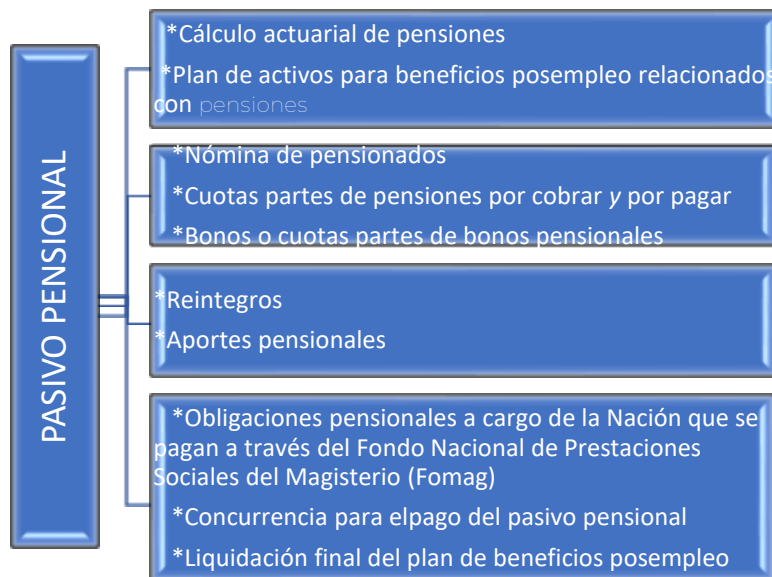 PASIVO PENSIONAL
*Cálculo actuarial de pensiones
*Plan de activos para beneficios posempleo relacionados
con pensiones
*Nómina de pensionados
*Cuotas partes de pensiones por cobrar y por pagar
*Bonos o cuotas partes de bonos pensionales
*Reintegros
*Aportes pensionales
*Obligaciones pensionales a cargo de la Nación que se
pagan a través del Fondo Nacional de Prestaciones
Sociales del Magisterio (Fomag)
*Concurrencia para elpago del pasivo pensional
*Liquidación final del plan de beneficios posempleo